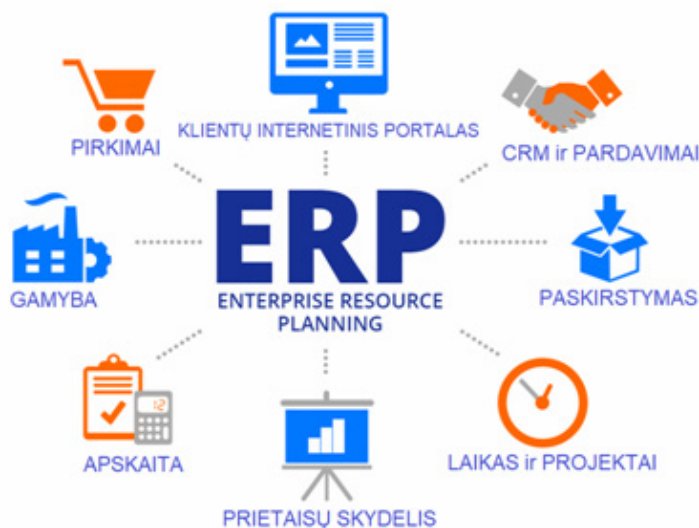 KLIENTŲ INTERNETINIS PORTALAS
PIRKIMAI
CRM ir PARDAVIMAI
ERP
ENTERPRISE RESOURCE
PLANNING
GAMYBA
PASKIRSTYMAS
12
APSKAITA
LAIKAS ir PROJEKTAI
PRIETAISŲ SKYDELIS